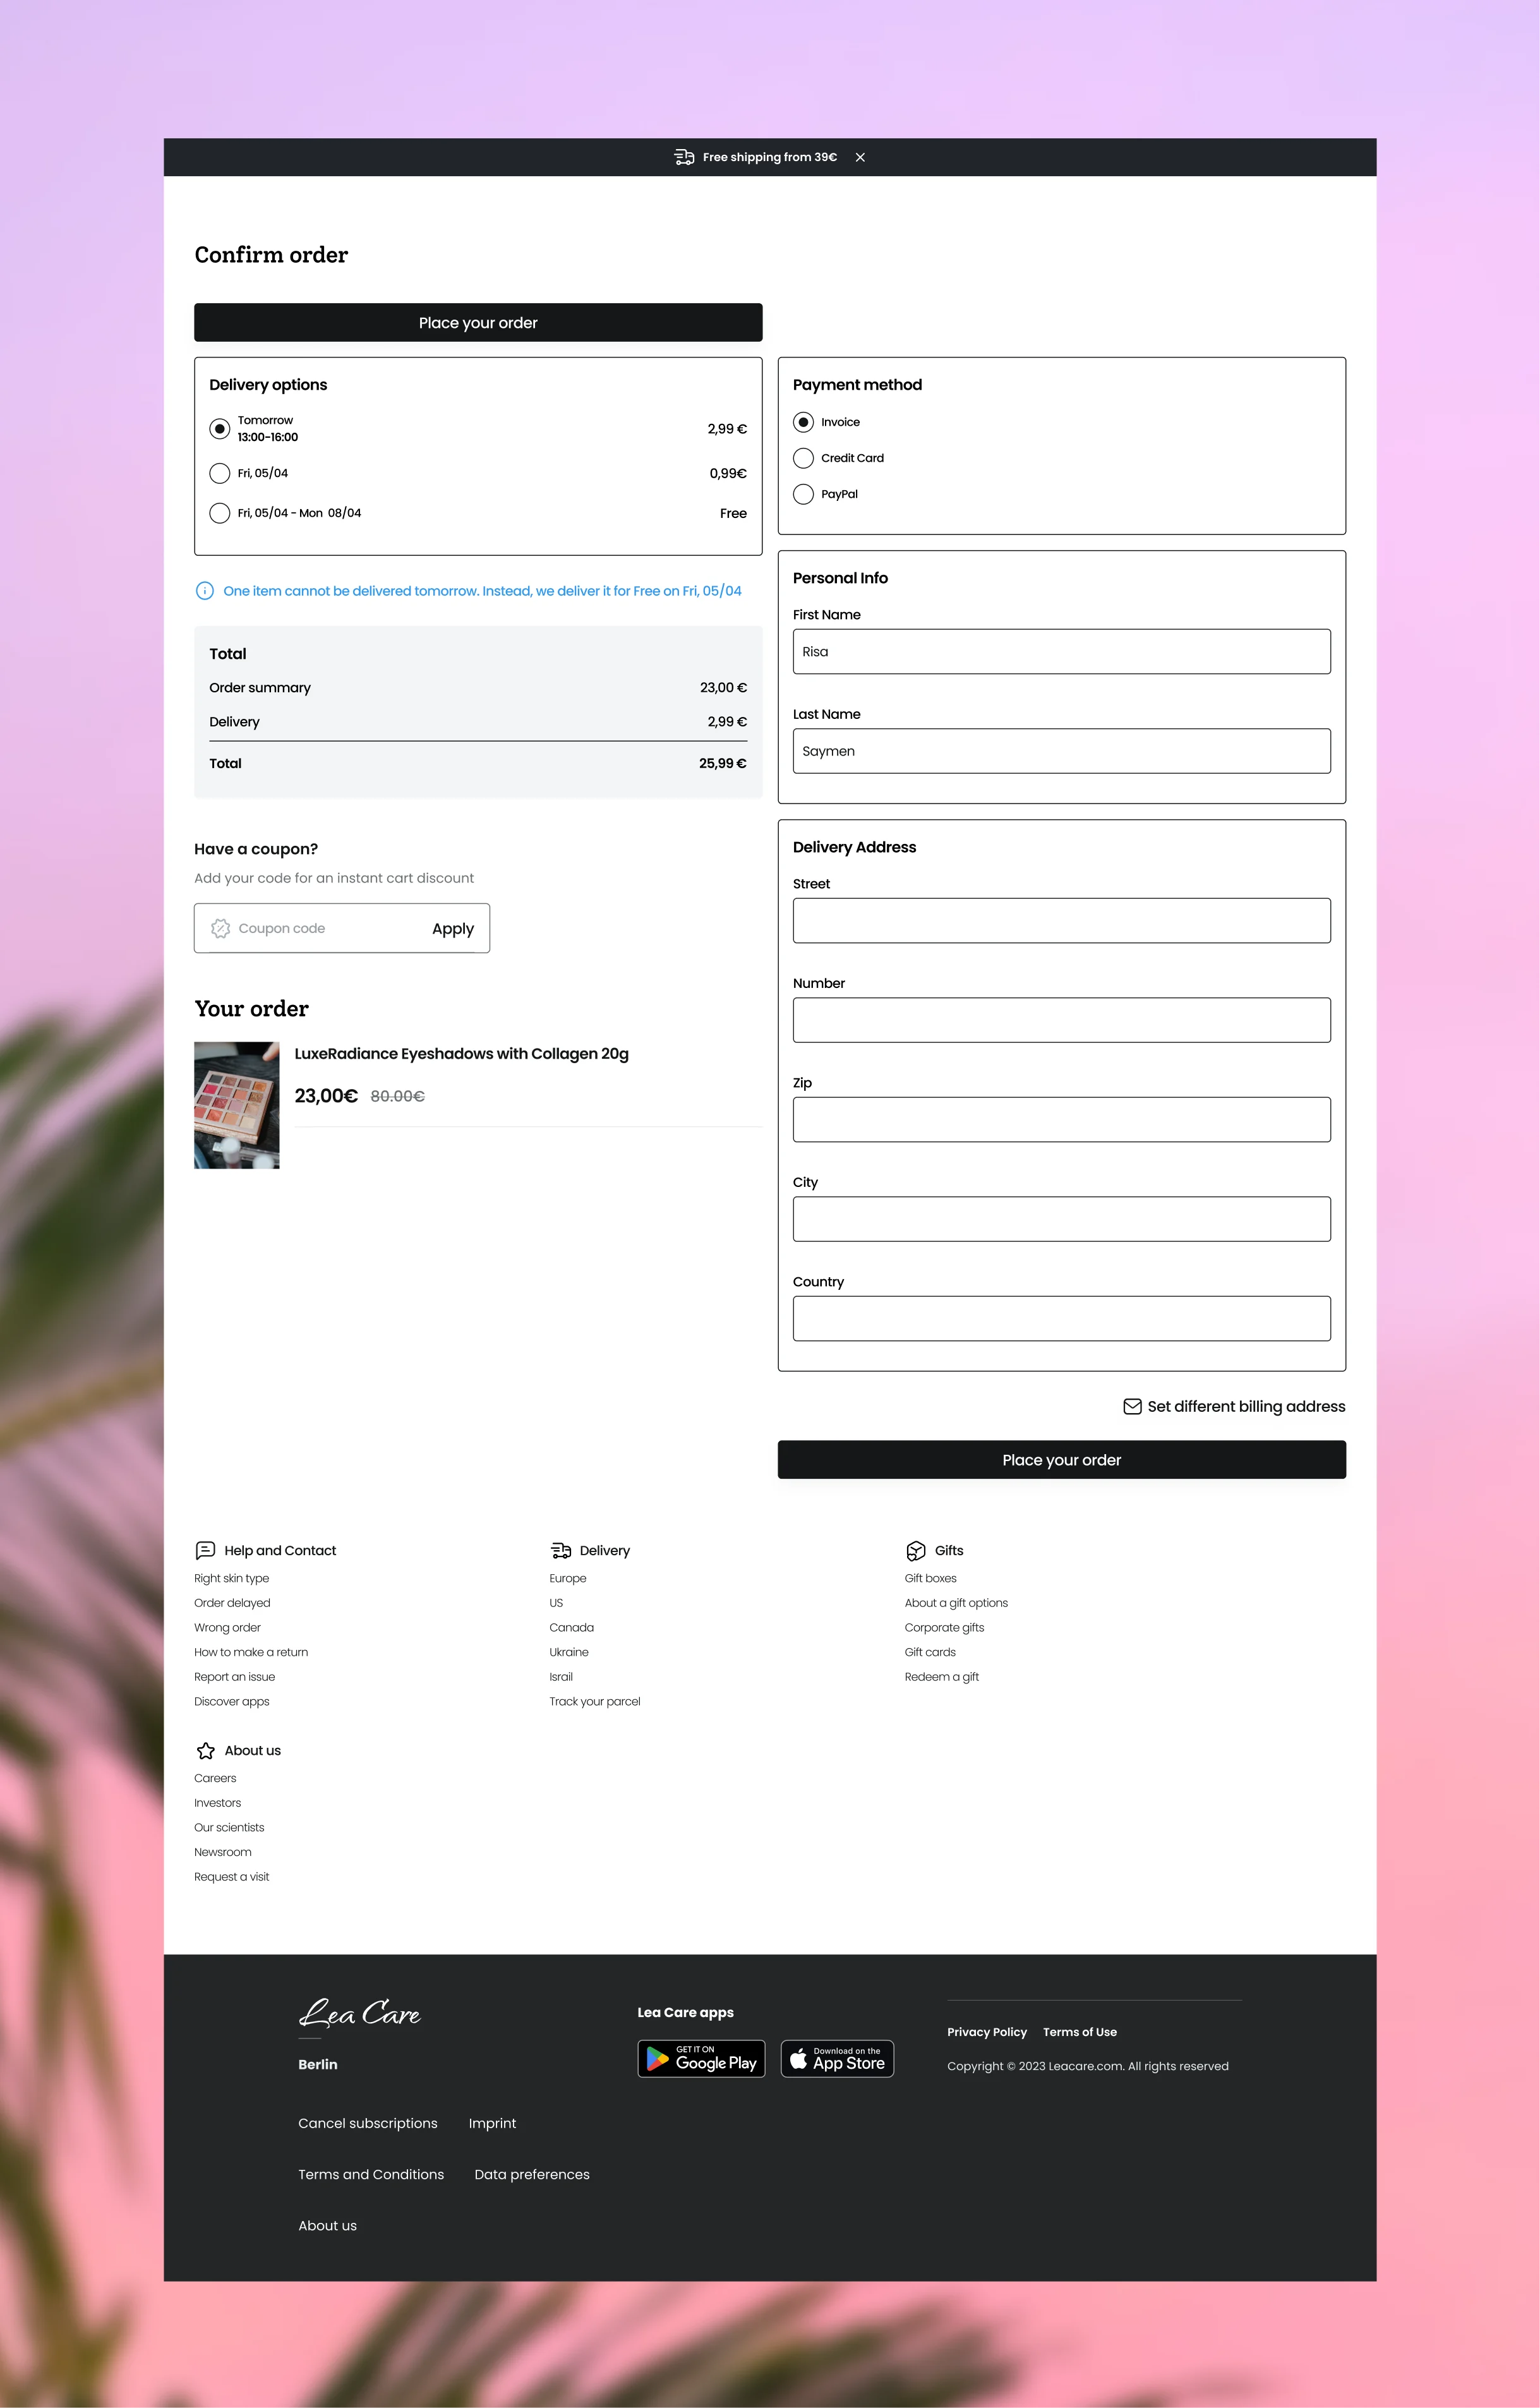 Free shipping from 39€
Confirm order
Place your order
Delivery options
Tomorrow
13:00-16:00
2,99 €
Fri, 05/04
0,99€
Fri, 05/04 - Mon 08/04
Free
One item cannot be delivered tomorrow. Instead, we deliver it for Free on Fri, 05/04
Total
Order summary
23,00 €
Delivery
2,99 €
Total
25,99 €
Have a coupon?
Add your code for an instant cart discount
Coupon code
Apply
Your order
LuxeRadiance Eyeshadows with Collagen 20g
23,00€ 80.00€
Payment method
Invoice
Credit Card
PayPal
Personal Info
First Name
Risa
Last Name
Saymen
Delivery Address
Street
Number
Zip
City
Country
Set different billing address
Place your order
Help and Contact
Right skin type
Order delayed
Wrong order
How to make a return
Report an issue
Discover apps
Delivery
Europe
US
Canada
Ukraine
Israil
Track your parcel
Gifts
Gift boxes
About a gift options
Corporate gifts
Gift cards
Redeem a gift
About us
Careers
Investors
Our scientists
Newsroom
Request a visit
Lea Care
Berlin
Cancel subscriptions
Imprint
Terms and Conditions
Data preferences
About us
Lea Care apps
GET IT ON
Google Play
Download on the
App Store
Privacy Policy
Terms of Use
Copyright © 2023 Leacare.com. All rights reserved